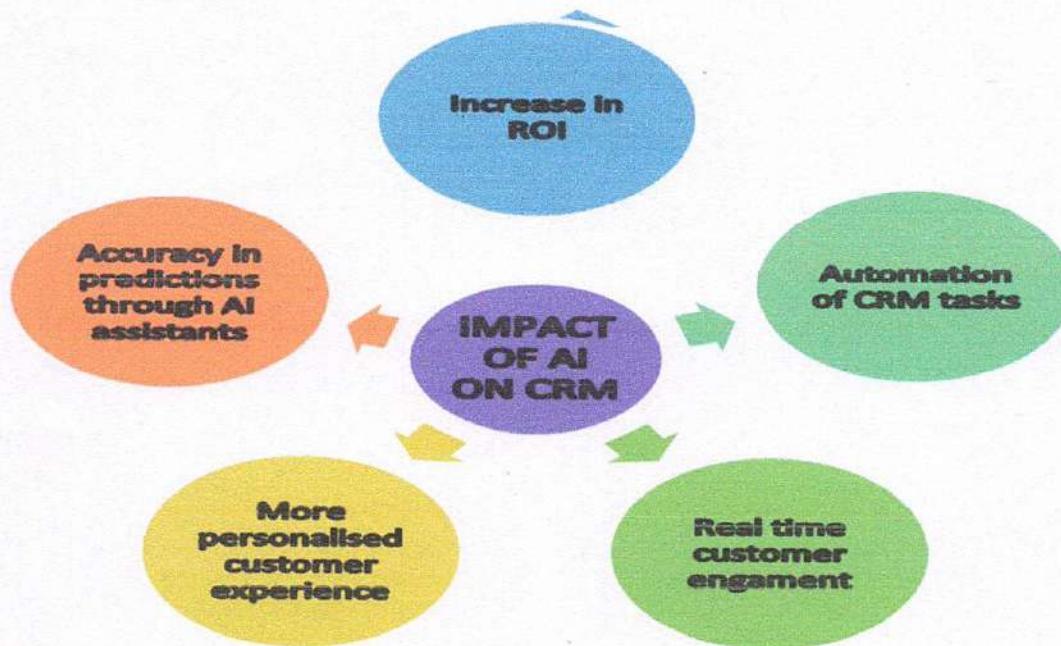 Increase in
ROI
Accuracy in
predictions
through AI
assistants
Automation
of CRM tasks
IMPACT
OF AI
ON CRM
More
personalised
customer
experience
Real time
customer
engament